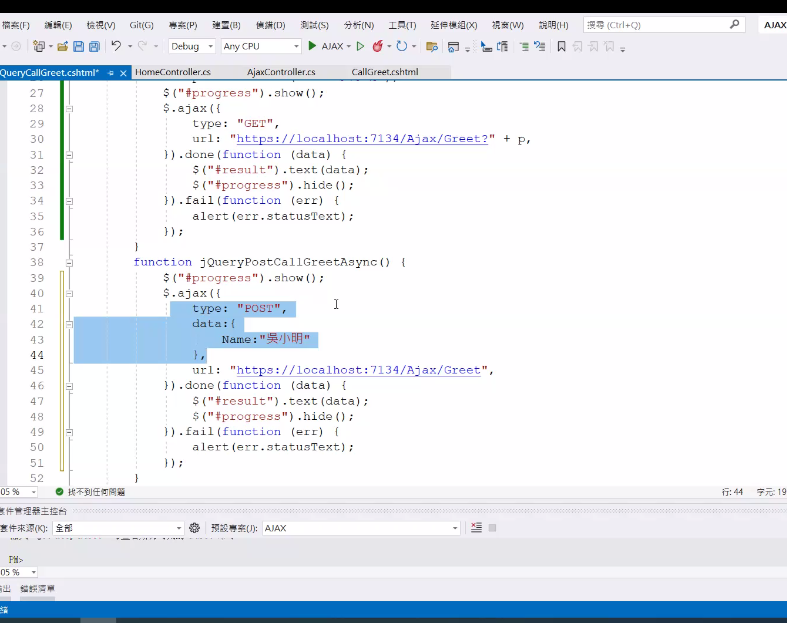 檔案(F) 編輯(E) 檢視(V) Git(G) 專案(P) 建置(B) 偵錯(D) 測試(S) 分析(N) 工具(T) 延伸模組(X) 視窗(W) 說明(H) 搜尋 (Ctrl+Q) AJAX
Debug Any CPU AJAX
QueryCallGreet.cshtml* HomeController.cs AjaxController.cs CallGreet.cshtml
27 $("#progress").show();
28 $.ajax({
29 type: "GET",
30 url: "https://localhost:7134/Ajax/Greet?" + p,
31 }).done(function (data) {
32 $("#result").text(data);
33 $("#progress").hide();
34 }).fail(function (err) {
35 alert(err.statusText);
36 });
37 }
38 function jQueryPostCallGreetAsync() {
39 $("#progress").show();
40 $.ajax({
41 type: "POST",
42 data:{
43 Name:"吳小明"
44 },
45 url: "https://localhost:7134/Ajax/Greet",
46 }).done(function (data) {
47 $("#result").text(data);
48 $("#progress").hide();
49 }).fail(function (err) {
50 alert(err.statusText);
51 });
52 }
05 % 找不到任何問題 行: 44 字元: 19
套件管理器主控台
套件來源(K): 全部 預設專案(J): AJAX
PM>
05 %
輸出 錯誤清單